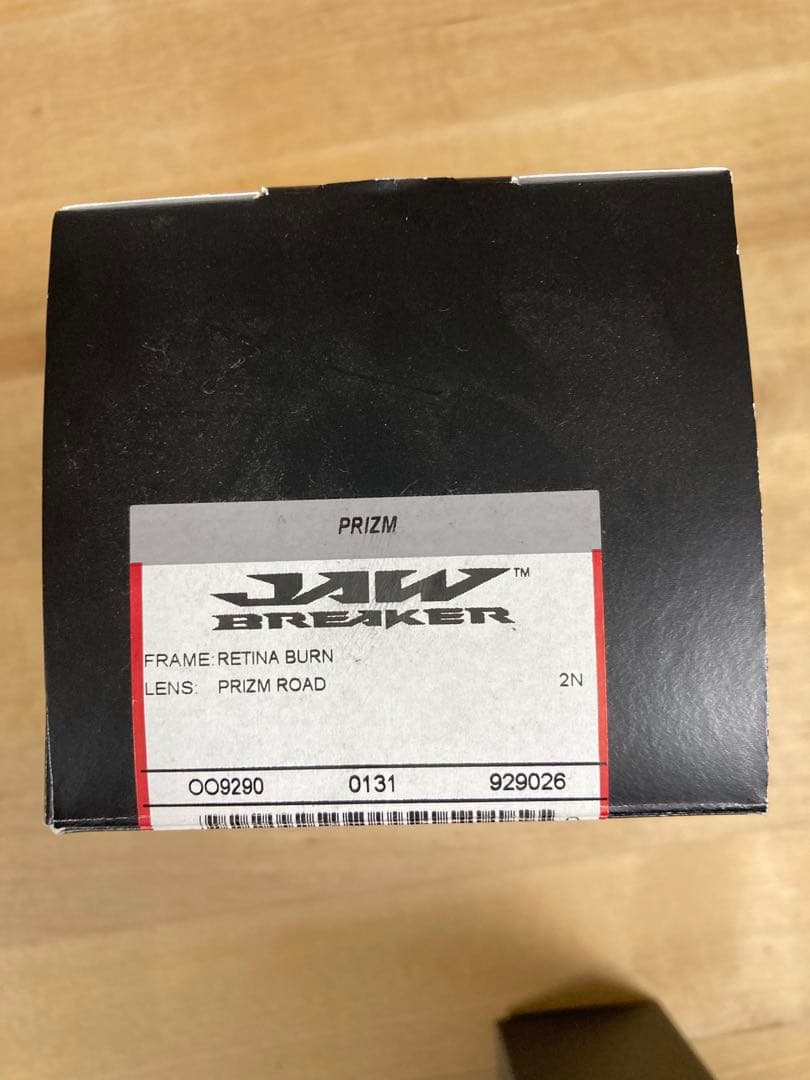 PRIZM
JAW™
BREAKER
FRAME: RETINA BURN
LENS: PRIZM ROAD 2N
OO9290 0131 929026